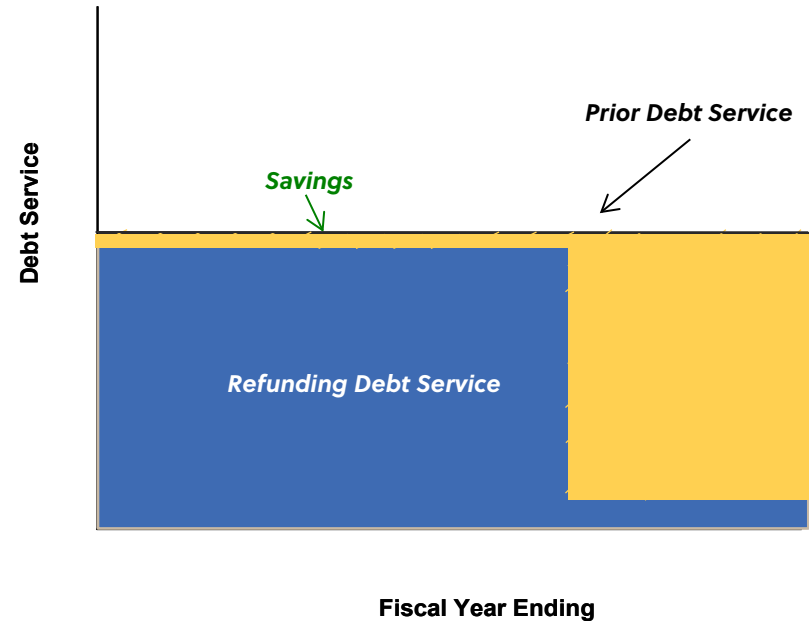 Prior Debt Service
Savings
Debt Service
Refunding Debt Service
Fiscal Year Ending